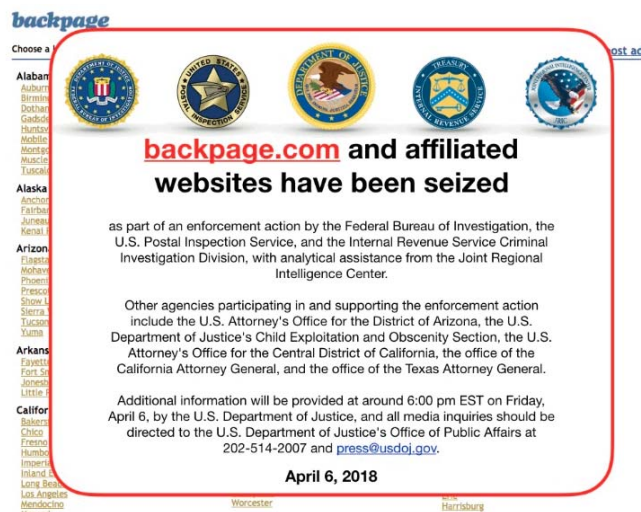 backpage
Choose a
post ad
backpage.com and affiliated
websites have been seized
as part of an enforcement action by the Federal Bureau of Investigation, the
U.S. Postal Inspection Service, and the Internal Revenue Service Criminal
Investigation Division, with analytical assistance from the Joint Regional
Intelligence Center.
Other agencies participating in and supporting the enforcement action
include the U.S. Attorney's Office for the District of Arizona, the U.S.
Department of Justice's Child Exploitation and Obscenity Section, the U.S.
Attorney's Office for the Central District of California, the office of the
California Attorney General, and the office of the Texas Attorney General.
Additional information will be provided at around 6:00 pm EST on Friday,
April 6, by the U.S. Department of Justice, and all media inquiries should be
directed to the U.S. Department of Justice's Office of Public Affairs at
202-514-2007 and press@usdoj.gov.
April 6, 2018
Alabam
Auburn
Birmin
Dothan
Gadsde
Huntsv
Mobile
Montgo
Muscle
Tuscalo
Alaska
Anchor
Fairba
Juneau
Kenai
Arizon
Flagsta
Mohave
Phoeni
Prescot
Show L
Sierra
Tucson
Yuma
Arkans
Fayette
Fort Sm
Jonesb
Little
Califor
Bakers
Chico
Fresno
Humbo
Imperia
Inland E
Long Bea
Los Angeles
Mendocino
Worcester
Harrisburg